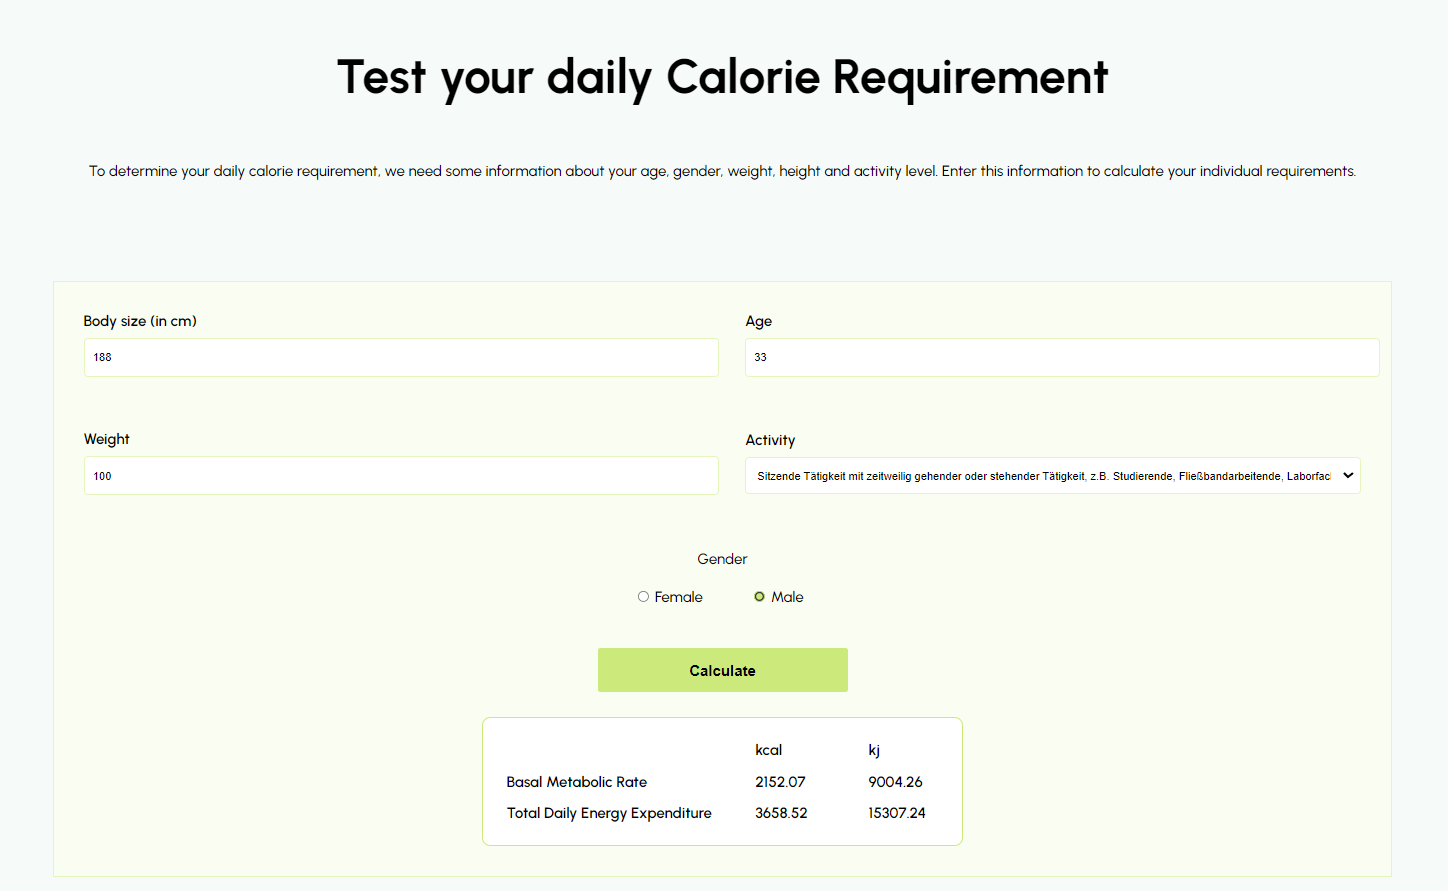 Test your daily Calorie Requirement
To determine your daily calorie requirement, we need some information about your age, gender, weight, height and activity level. Enter this information to calculate your individual requirements.
Body size (in cm)
Age
188
33
Weight
Activity
100
Sitzende Tätigkeit mit zeitweilig gehender oder stehender Tätigkeit, z.B. Studierende, Fließbandarbeitende,
Gender
Female
Male
Calculate
kcal kj
Basal Metabolic Rate 2152.07 9004.26
Total Daily Energy Expenditure 3658.52 15307.24